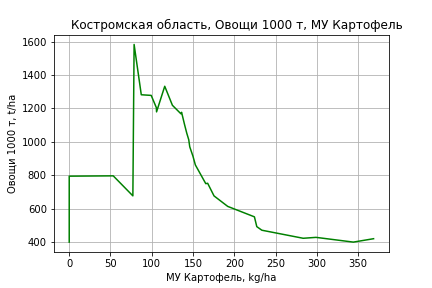 Костромская область, Овощи 1000 т, МУ Картофель
1600
1400
1200
1000
800
600
400
Овощи 1000 т, t/ha
0 50 100 150 200 250 300 350
МУ Картофель, kg/ha